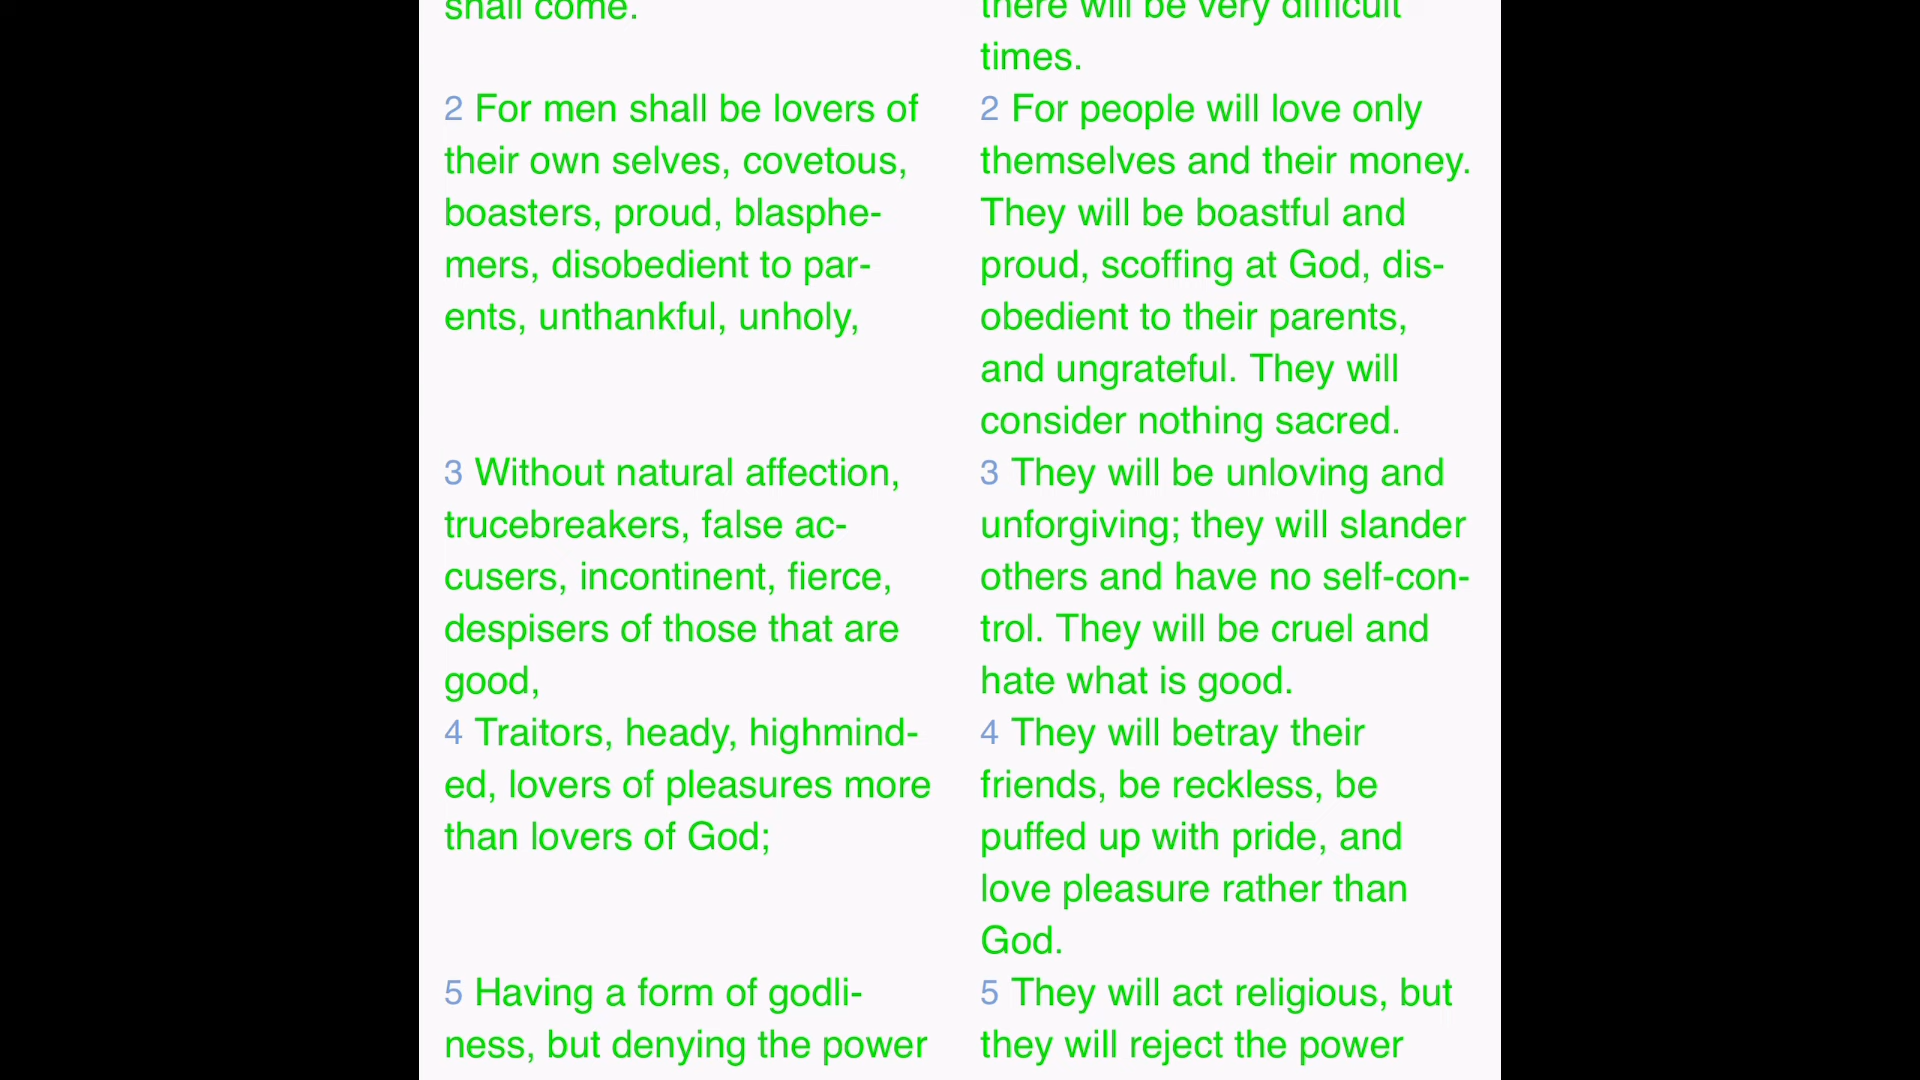 shall come.
2 For men shall be lovers of
their own selves, covetous,
boasters, proud, blasphe-
mers, disobedient to par-
ents, unthankful, unholy,
3 Without natural affection,
trucebreakers, false ac-
cusers, incontinent, fierce,
despisers of those that are
good,
4 Traitors, heady, highmind-
ed, lovers of pleasures more
than lovers of God;
5 Having a form of godli-
ness, but denying the power
there will be very difficult
times.
2 For people will love only
themselves and their money.
They will be boastful and
proud, scoffing at God, dis-
obedient to their parents,
and ungrateful. They will
consider nothing sacred.
3 They will be unloving and
unforgiving; they will slander
others and have no self-con-
trol. They will be cruel and
hate what is good.
4 They will betray their
friends, be reckless, be
puffed up with pride, and
love pleasure rather than
God.
5 They will act religious, but
they will reject the power